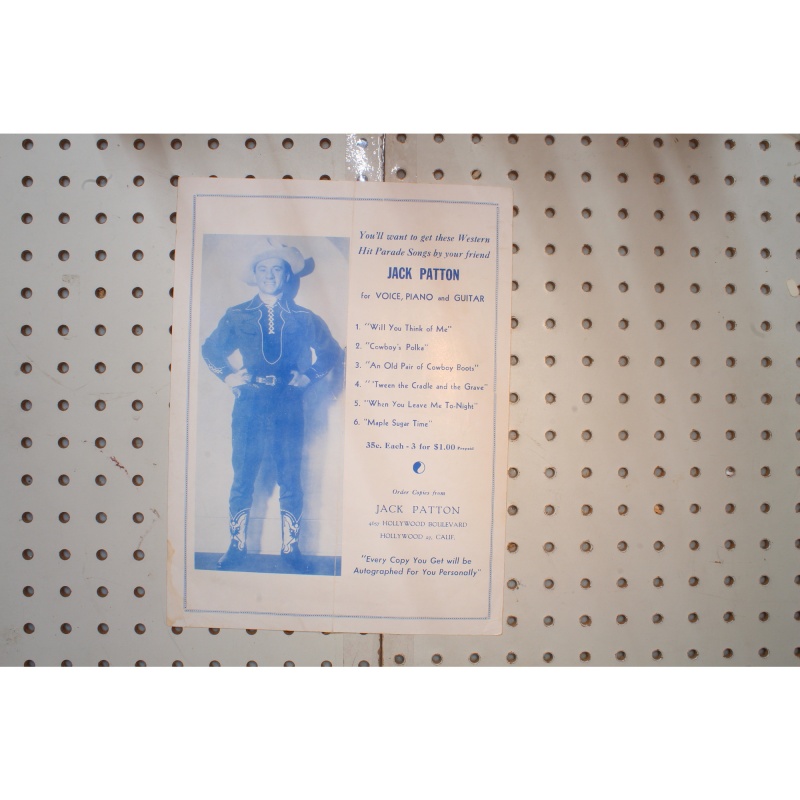 You'll want to get these Western
Hit Parade Songs by your friend
JACK PATTON
for VOICE, PIANO and GUITAR
1. "Will You Think of Me"
2. "Cowboy's Polka"
3. "An Old Pair of Cowboy Boots"
4. "'Tween the Cradle and the Grave"
5. "When You Leave Me To-Night"
6. "Maple Sugar Time"
35c. Each - 3 for $1.00 Prepaid
Order Copies from
JACK PATTON
HOLLYWOOD BOULEVARD
HOLLYWOOD CALIF.
"Every Copy You Get will be
Autographed For You Personally"